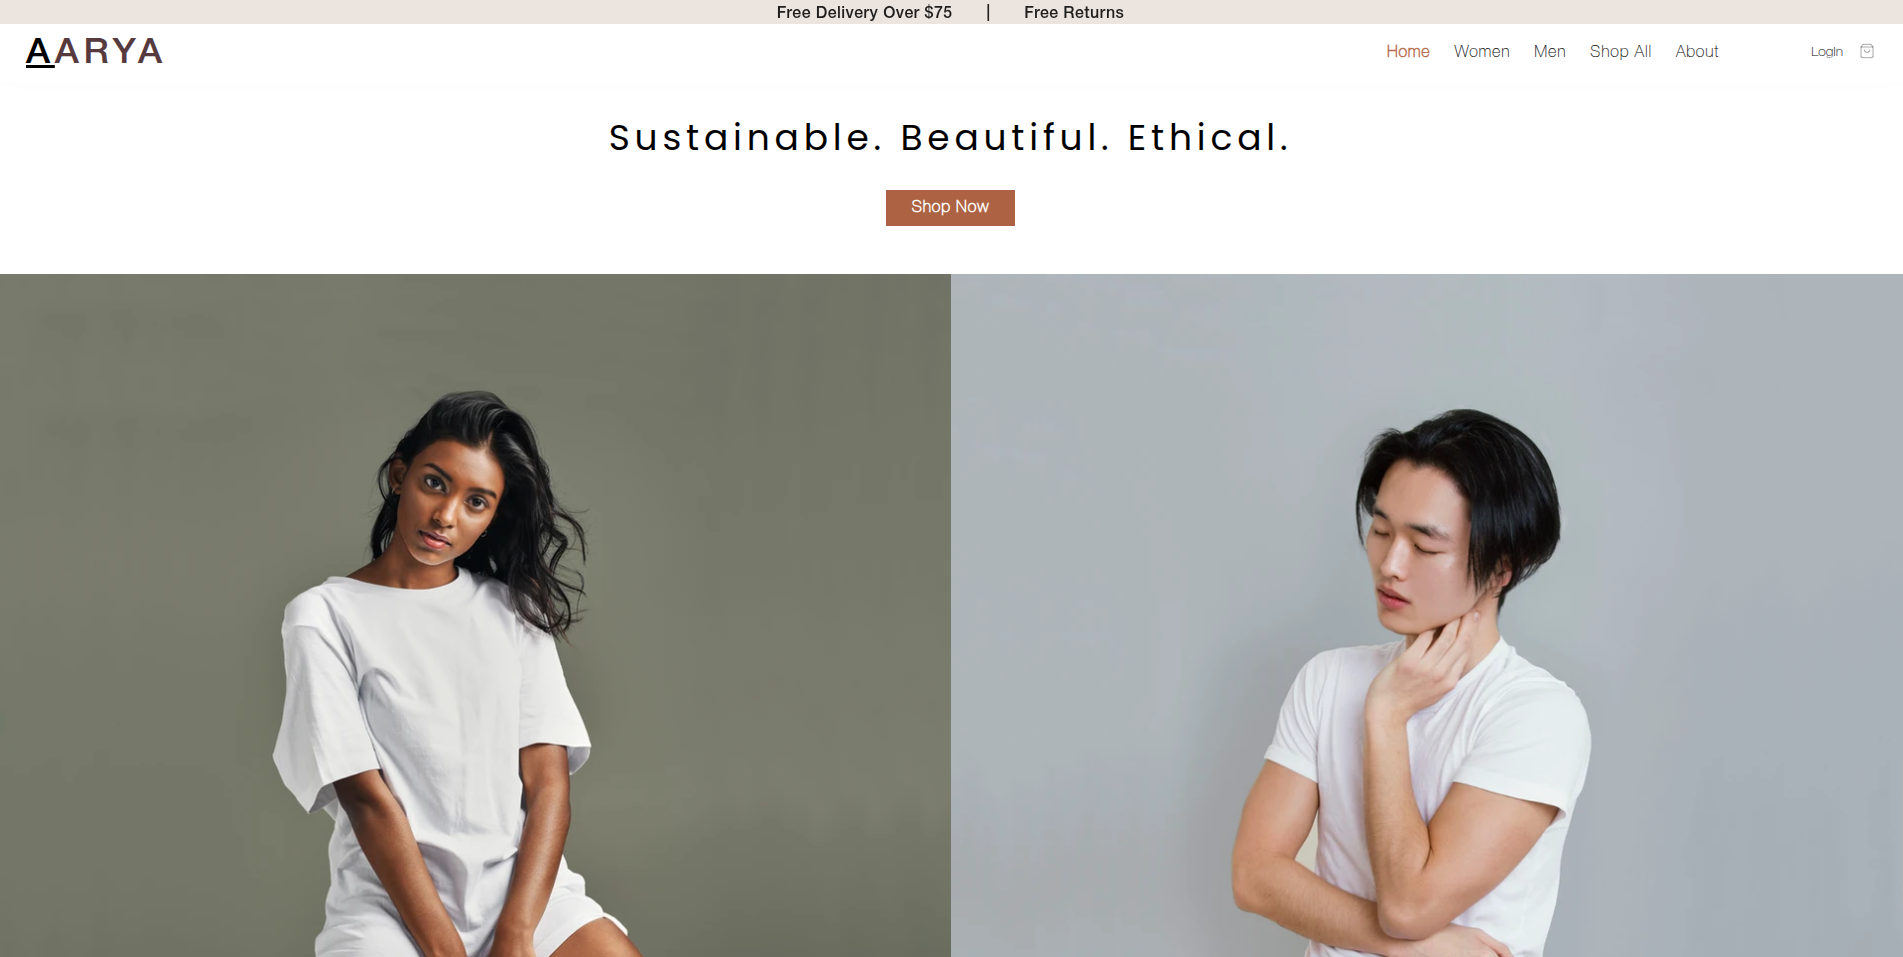 Free Delivery Over $75 | Free Returns
AARYA
Home Women Men Shop All About LogIn
Sustainable. Beautiful. Ethical.
Shop Now